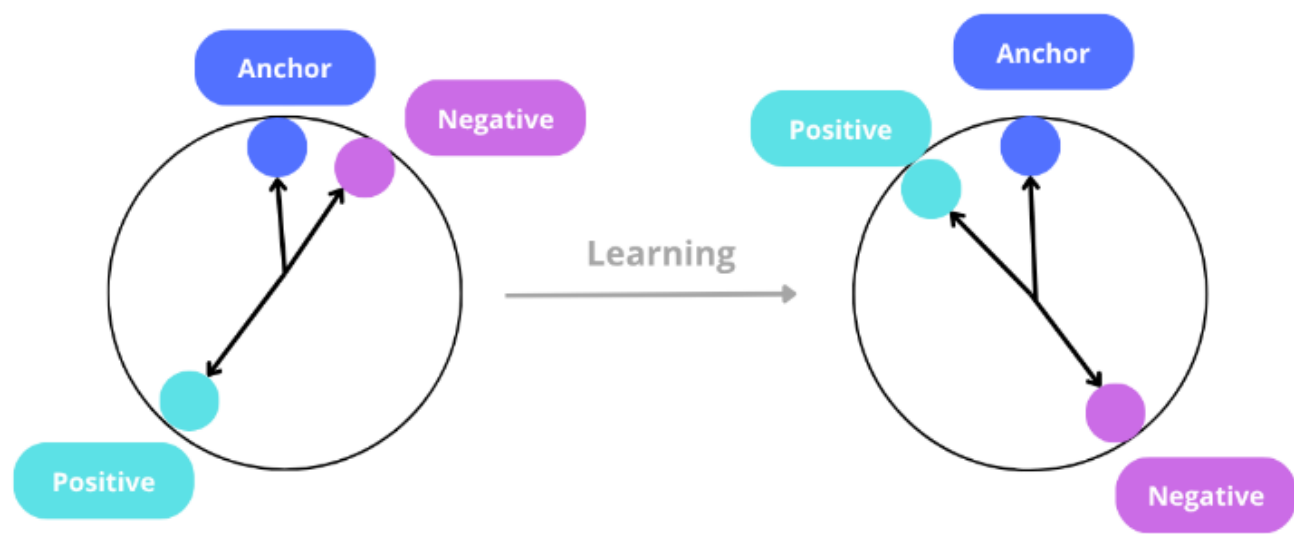 Anchor
Negative
Positive
Learning
Anchor
Positive
Negative